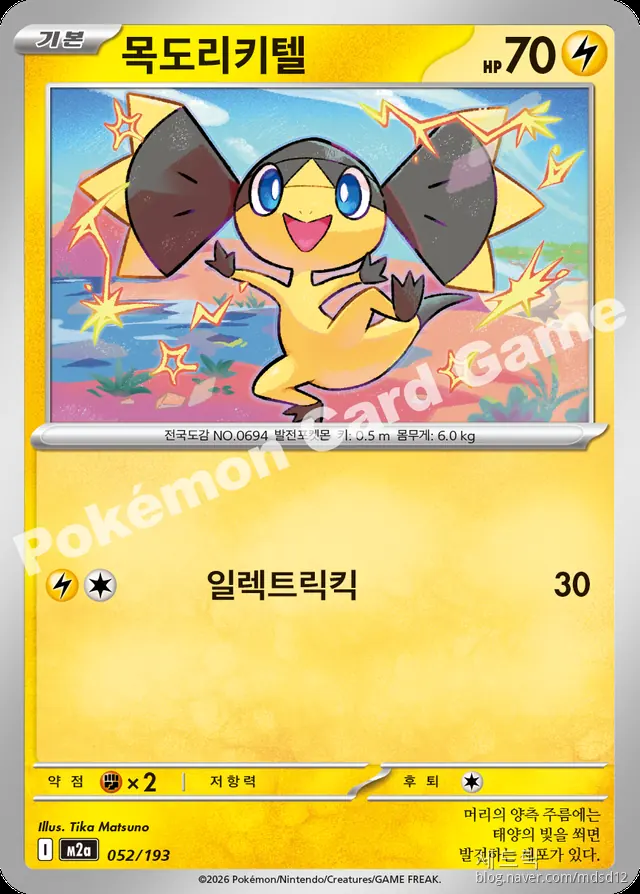 기본 목도리키텔 HP 70
전국도감 NO.0694 발전포켓몬 키: 0.5 m 몸무게: 6.0 kg
Pokémon Card Game
일렉트릭킥 30
약점 ×2 저항력 후퇴
Illus. Tika Matsuno
머리의 양측 주름에는
태양의 빛을 쐬면
발전하는 세포가 있다.
I m2a 052/193
blog.naver.com/mdsd12
©2026 Pokémon/Nintendo/Creatures/GAME FREAK.